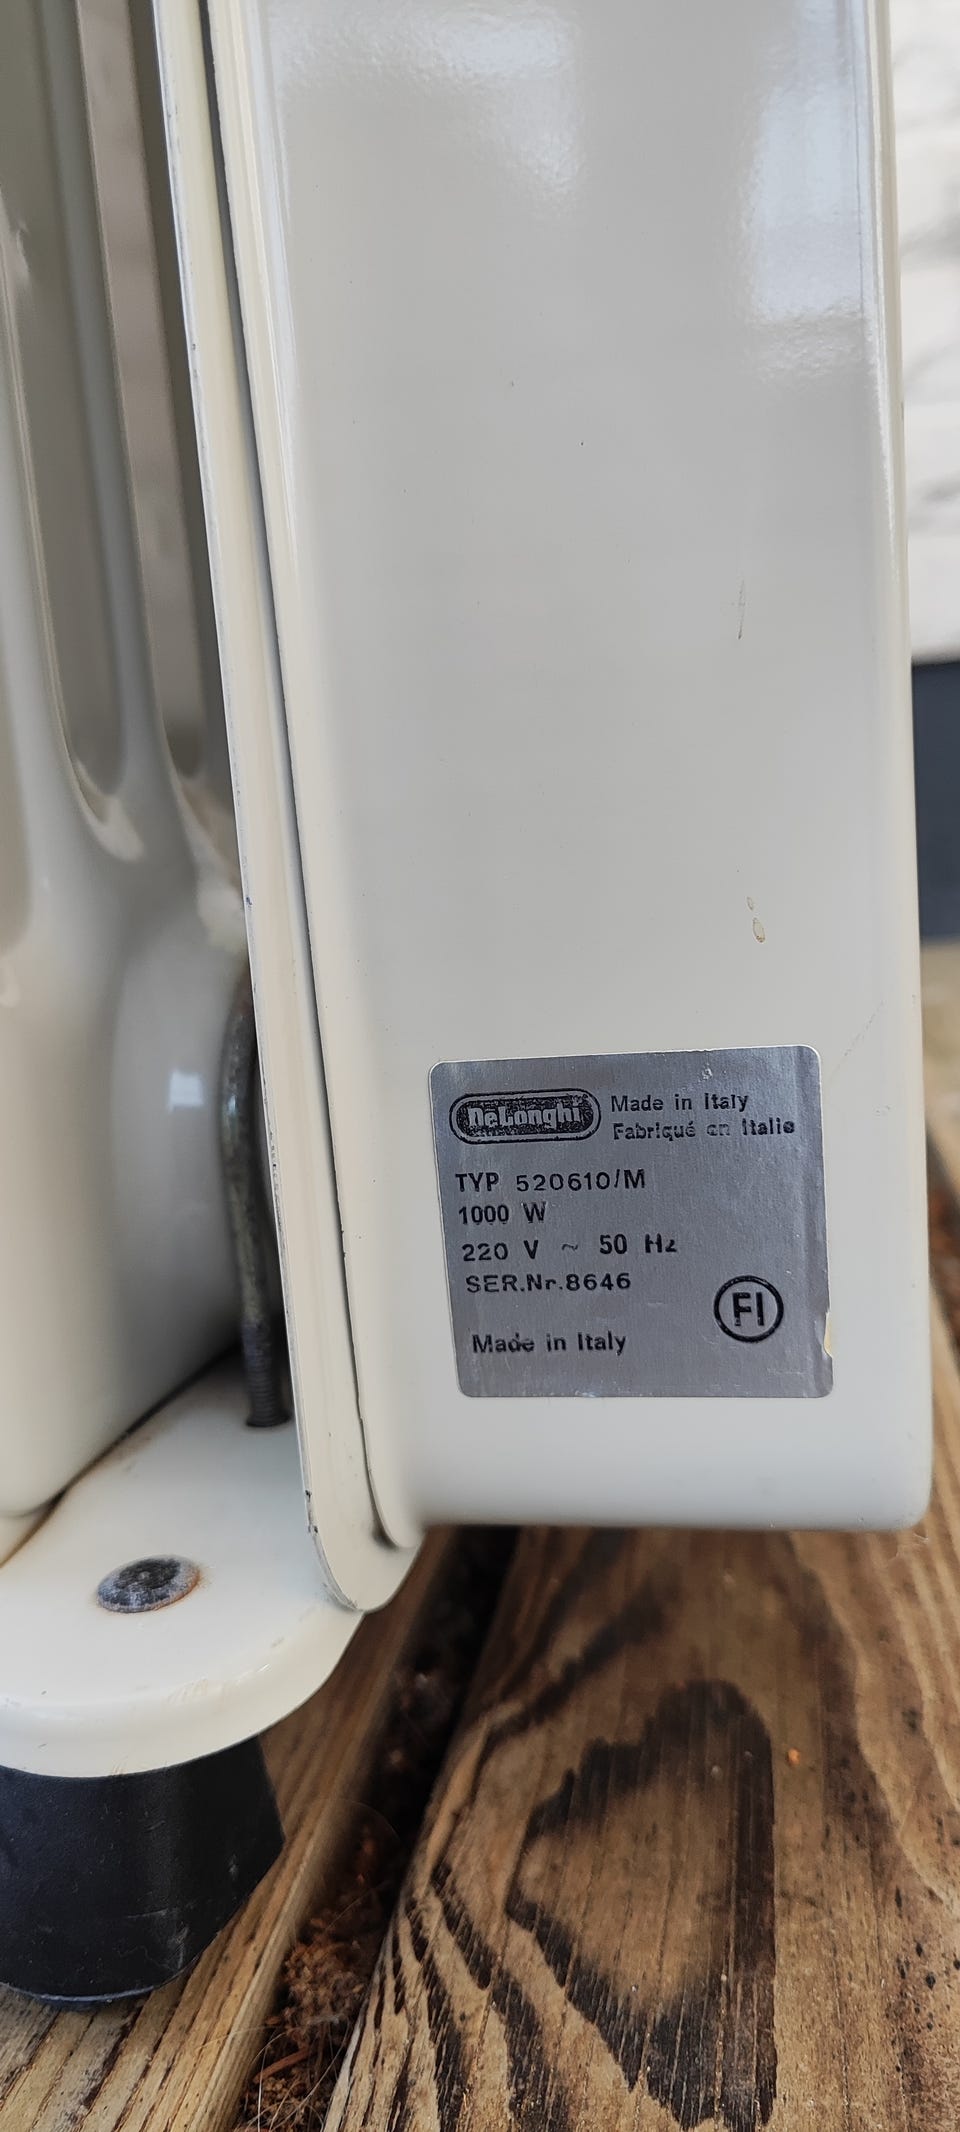 DeLonghi
Made in Italy
Fabriqué en Italie
TYP 520610/M
1000 W
220 V ~ 50 Hz
SER.Nr.8646
FI
Made in Italy